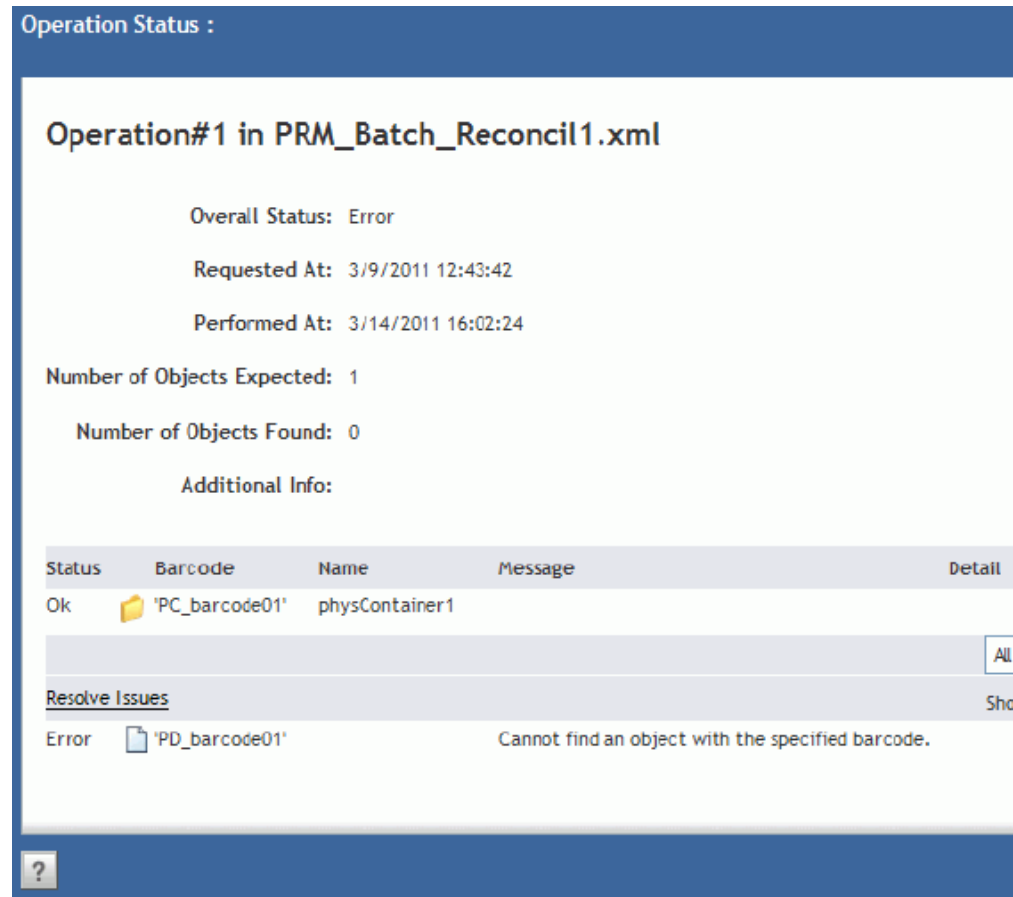 Operation Status :
Operation#1 in PRM_Batch_Reconcil1.xml
Overall Status: Error
Requested At: 3/9/2011 12:43:42
Performed At: 3/14/2011 16:02:24
Number of Objects Expected: 1
Number of Objects Found: 0
Additional Info:
Status Barcode Name Message Detail
Ok 'PC_barcode01' physContainer1
All
Resolve Issues Sho
Error 'PD_barcode01' Cannot find an object with the specified barcode.
?